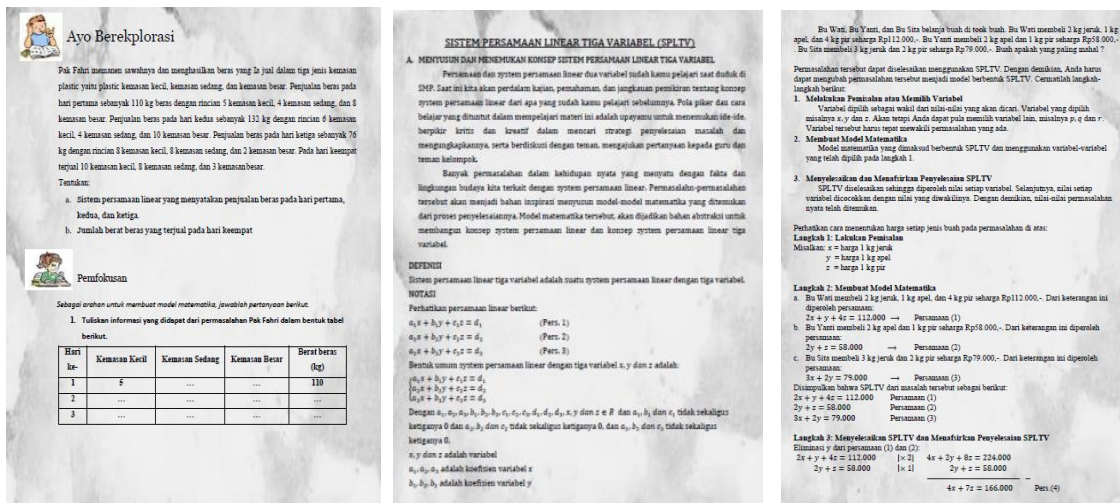 Ayo Berekplorasi
Pak Fahri memanen sawahnya dan menghasilkan beras yang Ia jual dalam tiga jenis kemasan
plastic yaitu plastic kemasan kecil, kemasan sedang, dan kemasan besar. Penjualan beras pada
hari pertama sebanyak 110 kg beras dengan rincian 5 kemasan kecil, 4 kemasan sedang, dan 8
kemasan besar. Penjualan beras pada hari kedua sebanyak 132 kg dengan rincian 6 kemasan
kecil, 4 kemasan sedang, dan 10 kemasan besar. Penjualan beras pada hari ketiga sebanyak 76
kg dengan rincian 8 kemasan kecil, 8 kemasan sedang, dan 2 kemasan besar. Pada hari keempat
terjual 10 kemasan kecil, 8 kemasan sedang, dan 3 kemasan besar.
Tentukan:
a. Sistem persamaan linear yang menyatakan penjualan beras pada hari pertama,
kedua, dan ketiga.
b. Jumlah berat beras yang terjual pada hari keempat
Pemfokusan
Sebagai arahan untuk membuat model matematika, jawablah pertanyaan berikut.
1. Tuliskan informasi yang didapat dari permasalahan Pak Fahri dalam bentuk tabel
berikut.
Hari ke- Kemasan Kecil Kemasan Sedang Kemasan Besar Berat beras (kg)
1 5 ... ... 110
2 ... ... ... ...
3 ... ... ... ...
SISTEM PERSAMAAN LINEAR TIGA VARIABEL (SPLTV)
A. MENYUSUN DAN MENEMUKAN KONSEP SISTEM PERSAMAAN LINEAR TIGA VARIABEL
Persamaan dan system persamaan linear dua variabel sudah kamu pelajari saat duduk di
SMP. Saat ini kita akan perdalam kajian, pemahaman, dan jangkauan pemikiran tentang konsep
system persamaan linear dari apa yang sudah kamu pelajari sebelumnya. Pola pikir dan cara
belajar yang dituntut dalam mempelajari materi ini adalah upayamu untuk menemukan ide-ide,
berpikir kritis dan kreatif dalam mencari strategi penyelesaian masalah dan
mengungkapkannya, serta berdiskusi dengan teman, mengajukan pertanyaan kepada guru dan
teman kelompok.
Banyak permasalahan dalam kehidupan nyata yang menyatu dengan fakta dan
lingkungan budaya kita terkait dengan system persamaan linear. Permasalahn-permasalahan
tersebut akan menjadi bahan inspirasi menyusun model-model matematika yang ditemukan
dari proses penyelesaiannya. Model matematika tersebut, akan dijadikan bahan abstraksi untuk
membangun konsep system persamaan linear dan konsep system persamaan linear tiga
variabel.
DEFENISI
Sistem persamaan linear tiga variabel adalah suatu system persamaan linear dengan tiga variabel.
NOTASI
Perhatikan persamaan linear berikut:
a₁x + b₁y + c₁z = d₁ (Pers. 1)
a₂x + b₂y + c₂z = d₂ (Pers. 2)
a₃x + b₃y + c₃z = d₃ (Pers. 3)
Bentuk umum system persamaan linear dengan tiga variabel x, y dan z adalah:
a₁x + b₁y + c₁z = d₁
a₂x + b₂y + c₂z = d₂
a₃x + b₃y + c₃z = d₃
Dengan a₁, a₂, a₃, b₁, b₂, b₃, c₁, c₂, c₃, d₁, d₂, d₃, x, y dan z ∈ R dan a₁, b₁ dan c₁ tidak sekaligus
ketiganya 0 dan a₂, b₂ dan c₂ tidak sekaligus ketiganya 0, dan a₃, b₃ dan c₃ tidak sekaligus
ketiganya 0.
x, y dan z adalah variabel
a₁, a₂, a₃ adalah koefisien variabel x
b₁, b₂, b₃ adalah koefisien variabel y
Bu Wati, Bu Yanti, dan Bu Sita belanja buah di took buah. Bu Wati membeli 2 kg jeruk, 1 kg
apel, dan 4 kg pir seharga Rp112.000,-. Bu Yanti membeli 2 kg apel dan 1 kg pir seharga Rp58.000,-
. Bu Sita membeli 3 kg jeruk dan 2 kg pir seharga Rp79.000,-. Buah apakah yang paling mahal ?
Permasalahan tersebut dapat diselesaikan menggunakan SPLTV. Dengan demikian, Anda harus
dapat mengubah permasalahan tersebut menjadi model berbentuk SPLTV. Cermatilah langkah-
langkah berikut:
1. Melakukan Pemisalan atau Memilih Variabel
Variabel dipilih sebagai wakil dari nilai-nilai yang akan dicari. Variabel yang dipilih
misalnya x, y dan z. Akan tetapi Anda dapat pula memilih variabel lain, misalnya p, q dan r.
Variabel tersebut harus tepat mewakili permasalahan yang ada.
2. Membuat Model Matematika
Model matematika yang dimaksud berbentuk SPLTV dan menggunakan variabel-variabel
yang telah dipilih pada langkah 1.
3. Menyelesaikan dan Menafsirkan Penyelesaian SPLTV
SPLTV diselesaikan sehingga diperoleh nilai setiap variabel. Selanjutnya, nilai setiap
variabel dicocokkan dengan nilai yang diwakilinya. Dengan demikian, nilai-nilai permasalahan
nyata telah ditemukan.
Perhatikan cara menentukan harga setiap jenis buah pada permasalahan di atas:
Langkah 1: Lakukan Pemisalan
Misalkan: x = harga 1 kg jeruk
y = harga 1 kg apel
z = harga 1 kg pir
Langkah 2: Membuat Model Matematika
a. Bu Wati membeli 2 kg jeruk, 1 kg apel, dan 4 kg pir seharga Rp112.000,-. Dari keterangan ini
diperoleh persamaan:
2x + y + 4z = 112.000 → Persamaan (1)
b. Bu Yanti membeli 2 kg apel dan 1 kg pir seharga Rp58.000,-. Dari keterangan ini diperoleh
persamaan:
2y + z = 58.000 → Persamaan (2)
c. Bu Sita membeli 3 kg jeruk dan 2 kg pir seharga Rp79.000,-. Dari keterangan ini diperoleh
persamaan:
3x + 2y = 79.000 → Persamaan (3)
Disimpulkan bahwa SPLTV dari masalah tersebut sebagai berikut:
2x + y + 4z = 112.000 Persamaan (1)
2y + z = 58.000 Persamaan (2)
3x + 2y = 79.000 Persamaan (3)
Langkah 3: Menyelesaikan SPLTV dan Menafsirkan Penyelesaian SPLTV
Eliminasi y dari persamaan (1) dan (2):
2x + y + 4z = 112.000 |× 2| 4x + 2y + 8z = 224.000
2y + z = 58.000 |× 1| 2y + z = 58.000
4x + 7z = 166.000 Pers.(4)